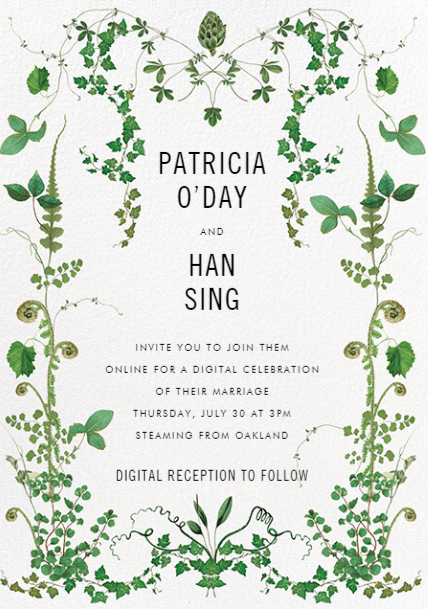 PATRICIA
O'DAY
AND
HAN
SING
INVITE YOU TO JOIN THEM
ONLINE FOR A DIGITAL CELEBRATION
OF THEIR MARRIAGE
THURSDAY, JULY 30 AT 3PM
STEAMING FROM OAKLAND
DIGITAL RECEPTION TO FOLLOW